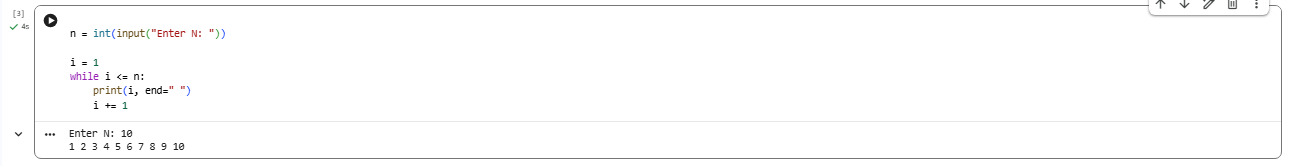 [3]
4s
n = int(input("Enter N: "))
i = 1
while i <= n:
    print(i, end=" ")
    i += 1
Enter N: 10
1 2 3 4 5 6 7 8 9 10